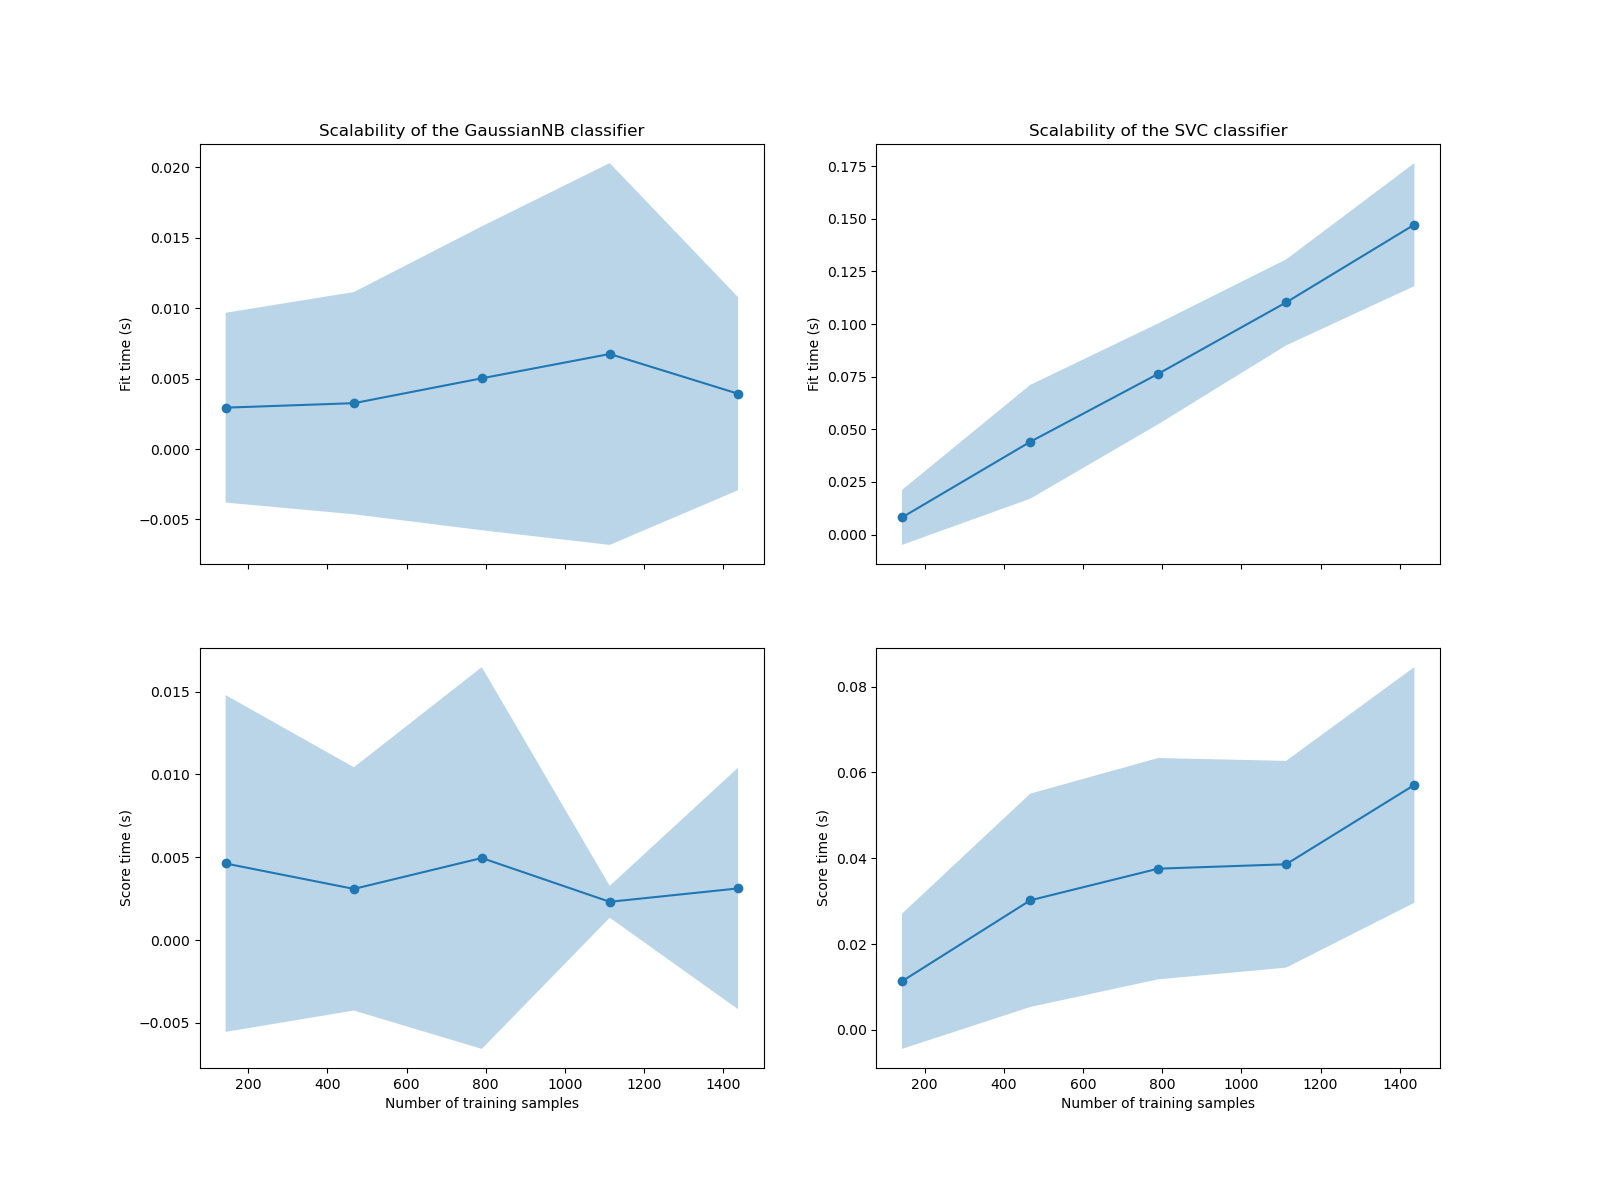 Scalability of the GaussianNB classifier
0.020
0.015
0.010
0.005
0.000
−0.005
Fit time (s)
Scalability of the SVC classifier
0.175
0.150
0.125
0.100
0.075
0.050
0.025
0.000
Fit time (s)
0.015
0.010
0.005
0.000
−0.005
Score time (s)
200 400 600 800 1000 1200 1400
Number of training samples
0.08
0.06
0.04
0.02
0.00
Score time (s)
200 400 600 800 1000 1200 1400
Number of training samples